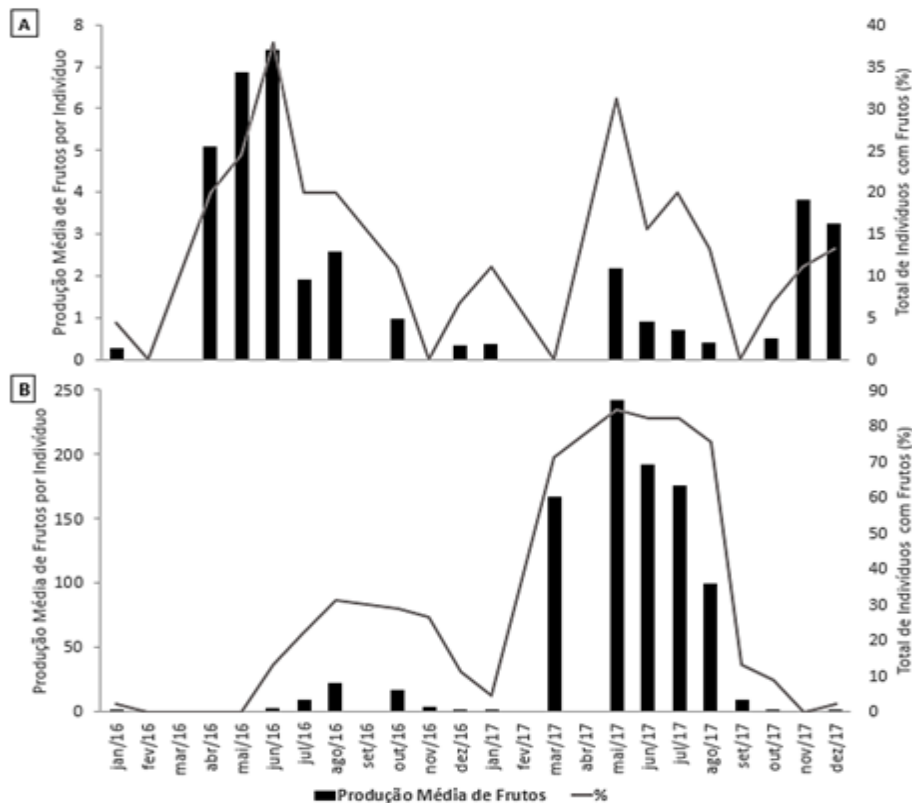 A
Produção Média de Frutos por Indivíduo
8
7
6
5
4
3
2
1
0
40
35
30
25
20
15
10
5
0
Total de Indivíduos com Frutos (%)
B
Produção Média de Frutos por Indivíduo
250
200
150
100
50
0
90
80
70
60
50
40
30
20
10
0
Total de Indivíduos com Frutos (%)
jan/16
fev/16
mar/16
abr/16
mai/16
jun/16
jul/16
ago/16
set/16
out/16
nov/16
dez/16
jan/17
fev/17
mar/17
abr/17
mai/17
jun/17
jul/17
ago/17
set/17
out/17
nov/17
dez/17
Produção Média de Frutos
%